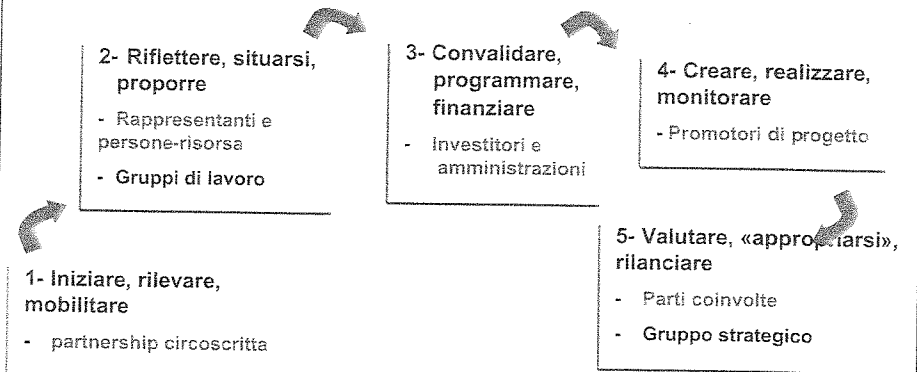 1- Iniziare, rilevare,
mobilitare
- partnership circoscritta
2- Riflettere, situarsi,
proporre
- Rappresentanti e
persone-risorsa
- Gruppi di lavoro
3- Convalidare,
programmare,
finanziare
- Investitori e
amministrazioni
4- Creare, realizzare,
monitorare
- Promotori di progetto
5- Valutare, «appropriarsi»,
rilanciare
- Parti coinvolte
- Gruppo strategico